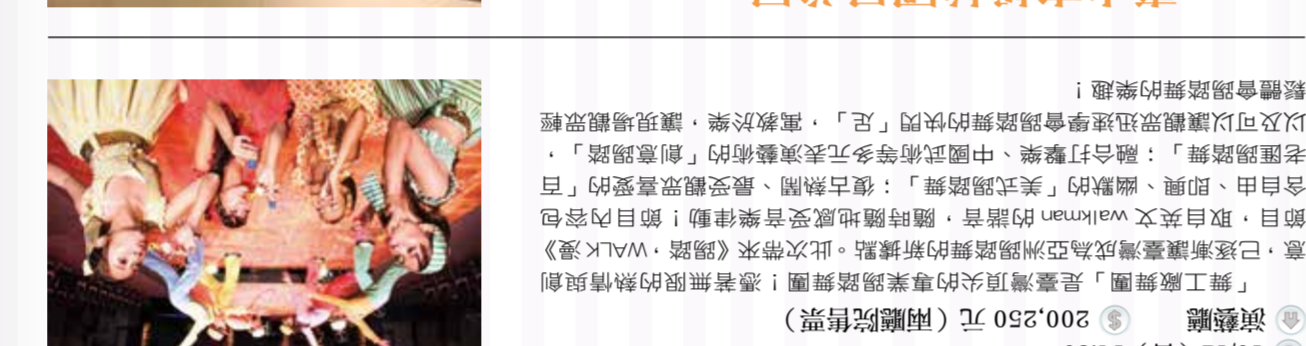 演藝廳 $ 200,250 元（兩廳院售票）
「舞工廠舞團」是臺灣頂尖的專業踢踏舞團！憑著無限的熱情與創
意，已逐漸讓臺灣成為亞洲踢踏舞的新據點。此次帶來《踢踏，WALK 漫》
節目，取自英文 walkman 的諧音，隨時隨地感受音樂律動！節目內容包
含自由、即興、幽默的「美式踢踏舞」；復古熱鬧、最受觀眾喜愛的「百
老匯踢踏舞」；融合打擊樂、中國武術等多元表演藝術的「創意踢踏」，
以及可以讓觀眾迅速學會踢踏舞的快閃「足」，寓教於樂，讓現場觀眾輕
鬆體會踢踏舞的樂趣！